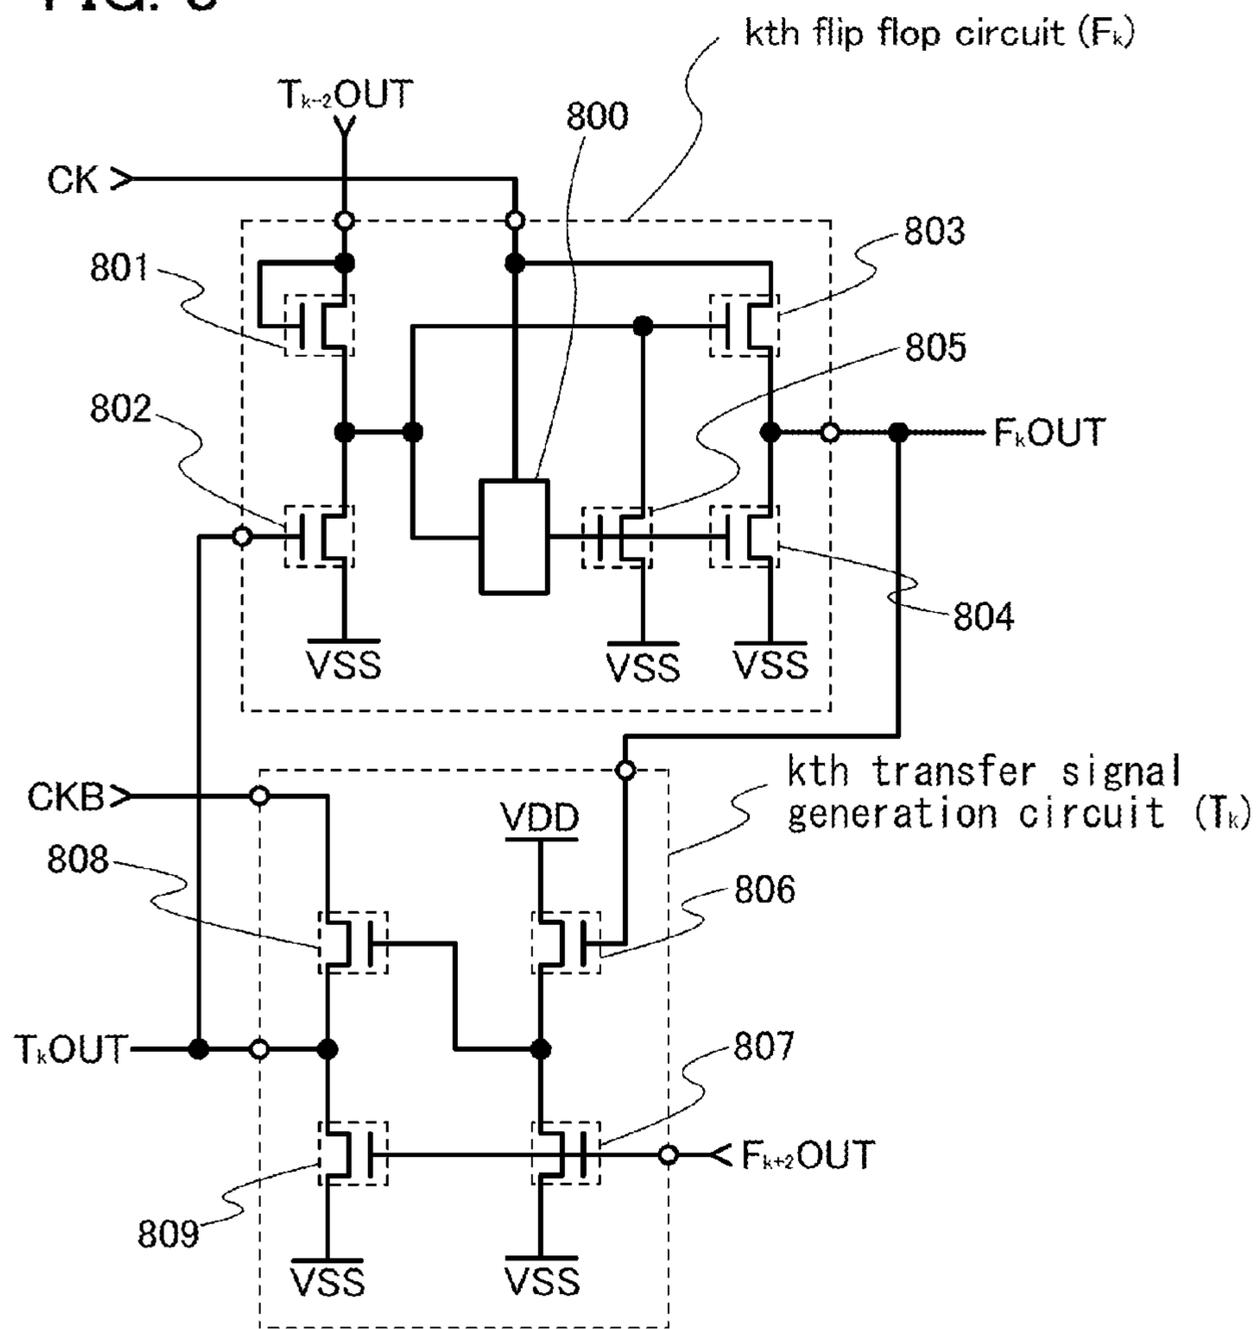 kth flip flop circuit (Fk)
Tk-2OUT
800
CK
803
801
805
802
FkOUT
804
VSS
VSS
VSS
kth transfer signal
generation circuit (Tk)
CKB
VDD
808
806
TkOUT
807
Fk+2OUT
809
VSS
VSS